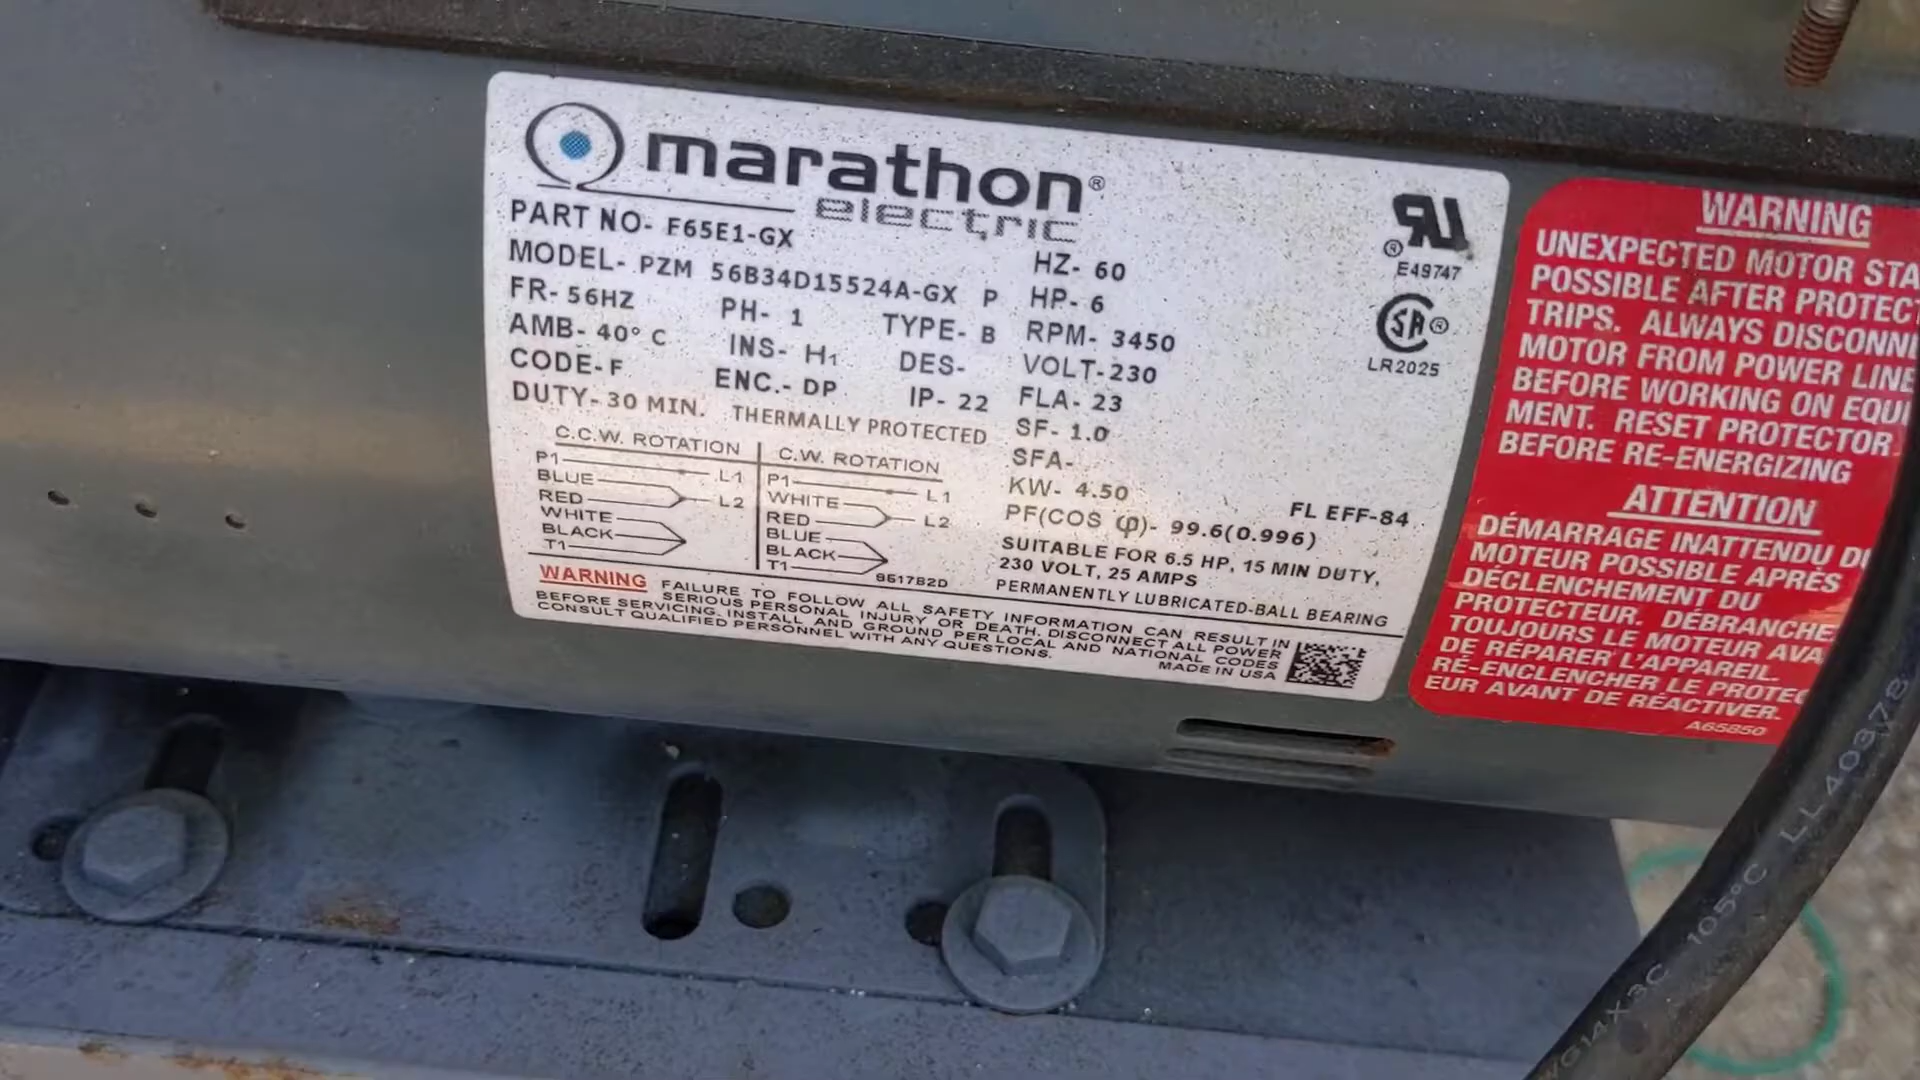 marathon®
electric
PART NO- F65E1-GX
MODEL- PZM 56B34D15524A-GX P
FR- 56HZ PH- 1 TYPE- B
AMB- 40° C INS- H1 DES-
CODE- F ENC.- DP IP- 22
DUTY- 30 MIN. THERMALLY PROTECTED
HZ- 60
HP- 6
RPM- 3450
VOLT- 230
FLA- 23
SF- 1.0
SFA-
KW- 4.50 FL EFF-84
PF(COS φ)- 99.6(0.996)
SUITABLE FOR 6.5 HP, 15 MIN DUTY,
230 VOLT, 25 AMPS
PERMANENTLY LUBRICATED-BALL BEARING
®
E49747
SA®
LR2025
C.C.W. ROTATION
P1 L1
BLUE
RED L2
WHITE
BLACK
T1
C.W. ROTATION
P1 L1
WHITE
RED L2
BLUE
BLACK
T1
951782D
WARNING FAILURE TO FOLLOW ALL SAFETY INFORMATION CAN RESULT IN
SERIOUS PERSONAL INJURY OR DEATH. DISCONNECT ALL POWER
BEFORE SERVICING. INSTALL AND GROUND PER LOCAL AND NATIONAL CODES
CONSULT QUALIFIED PERSONNEL WITH ANY QUESTIONS.
MADE IN USA
WARNING
UNEXPECTED MOTOR STA
POSSIBLE AFTER PROTECT
TRIPS. ALWAYS DISCONN
MOTOR FROM POWER LINE
BEFORE WORKING ON EQUI
MENT. RESET PROTECTOR
BEFORE RE-ENERGIZING
ATTENTION
DÉMARRAGE INATTENDU D
MOTEUR POSSIBLE APRÈS
DÉCLENCHEMENT DU
PROTECTEUR. DÉBRANCHE
TOUJOURS LE MOTEUR AVA
DE RÉPARER L'APPAREIL.
RÉ-ENCLENCHER LE PROTEC
EUR AVANT DE RÉACTIVER.
A65850
14X3C 105°C LL40378